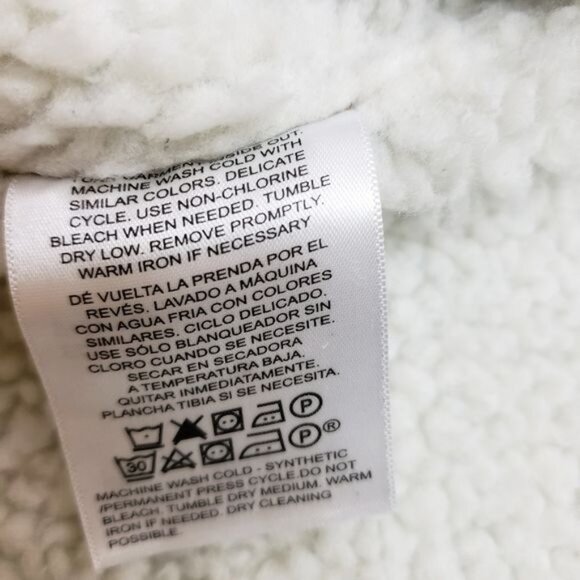 TURN GARMENT INSIDE OUT.
MACHINE WASH COLD WITH
SIMILAR COLORS. DELICATE
CYCLE. USE NON-CHLORINE
BLEACH WHEN NEEDED. TUMBLE
DRY LOW. REMOVE PROMPTLY.
WARM IRON IF NECESSARY
DÉ VUELTA LA PRENDA POR EL
REVÉS. LAVADO A MÁQUINA
CON AGUA FRIA CON COLORES
SIMILARES. CICLO DELICADO.
USE SÓLO BLANQUEADOR SIN
CLORO CUANDO SE NECESITE.
SECAR EN SECADORA
A TEMPERATURA BAJA.
QUITAR INMEDIATAMENTE.
PLANCHA TIBIA SI SE NECESITA.
P
30 P®
MACHINE WASH COLD - SYNTHETIC
/PERMANENT PRESS CYCLE.DO NOT
BLEACH. TUMBLE DRY MEDIUM. WARM
IRON IF NEEDED. DRY CLEANING
POSSIBLE.